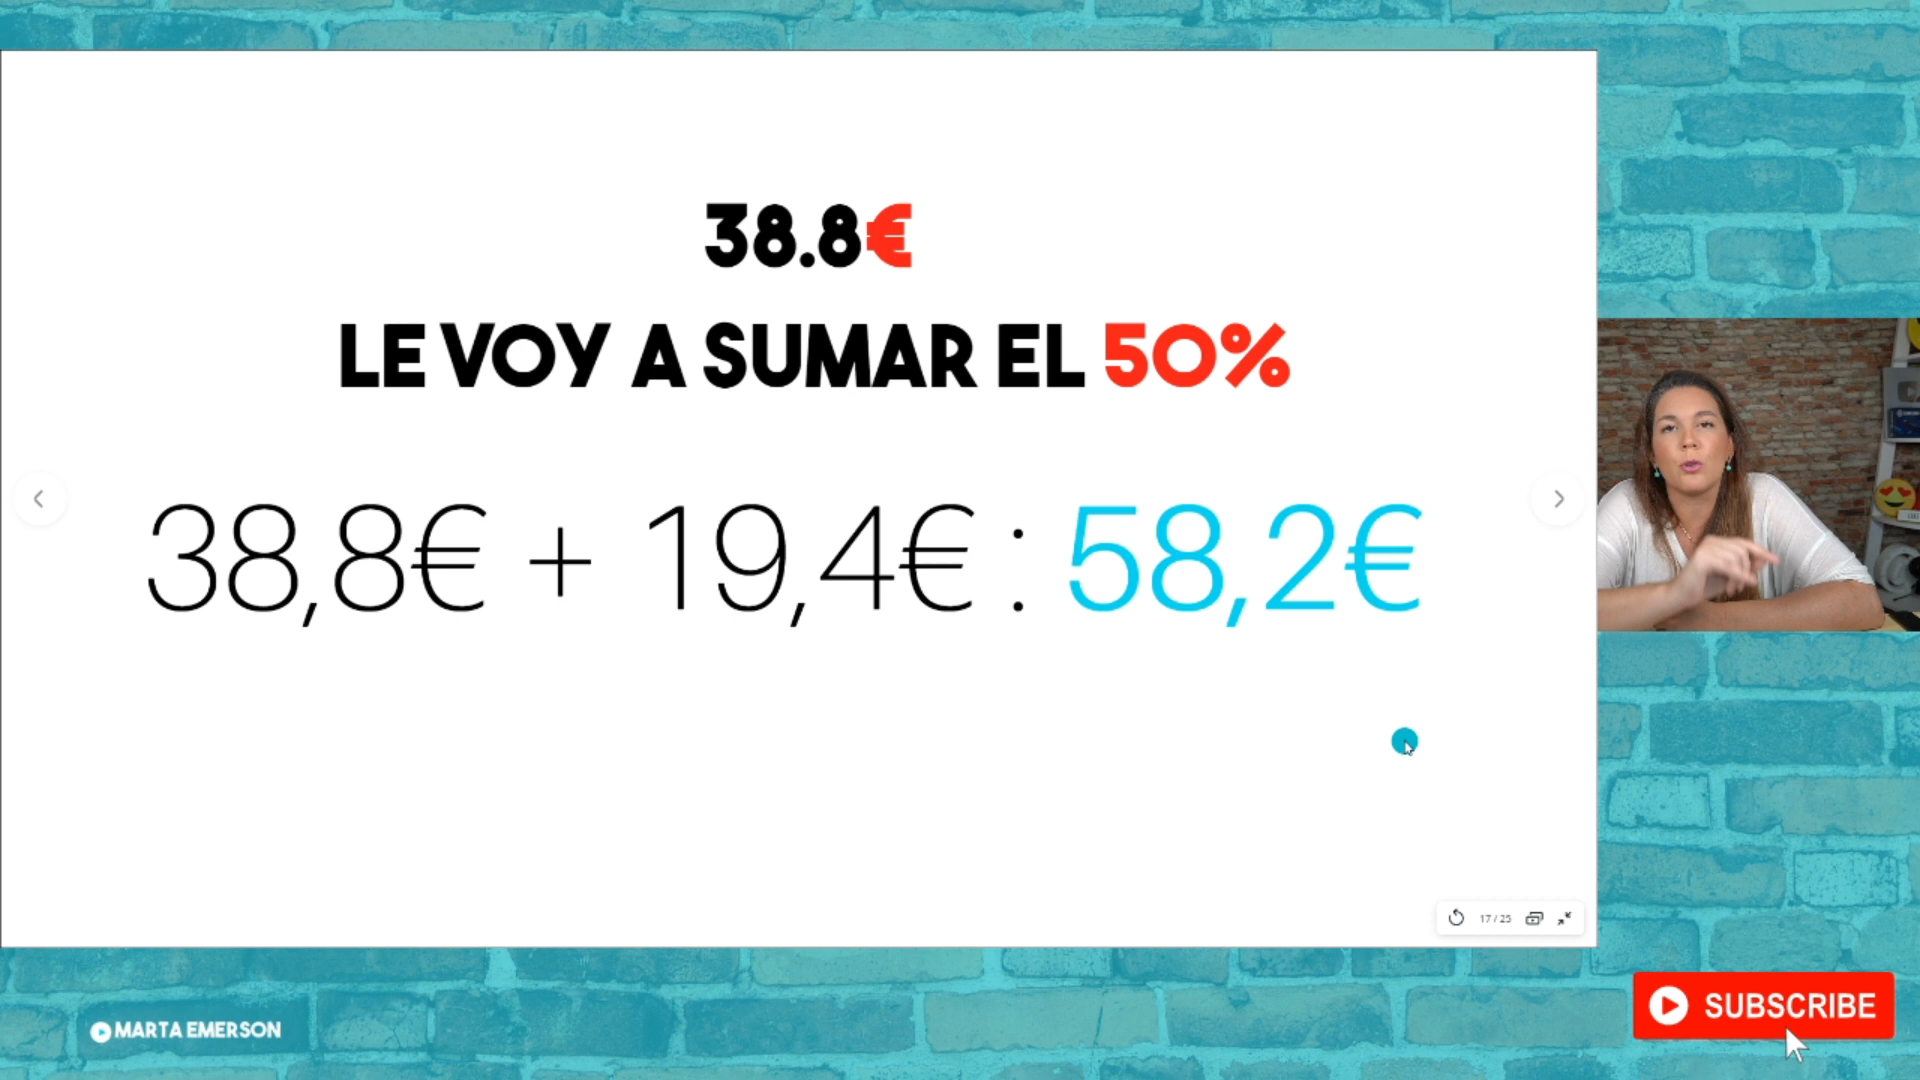 38.8€
LE VOY A SUMAR EL 50%
38,8€ + 19,4€ : 58,2€
17 / 25
MARTA EMERSON
SUBSCRIBE